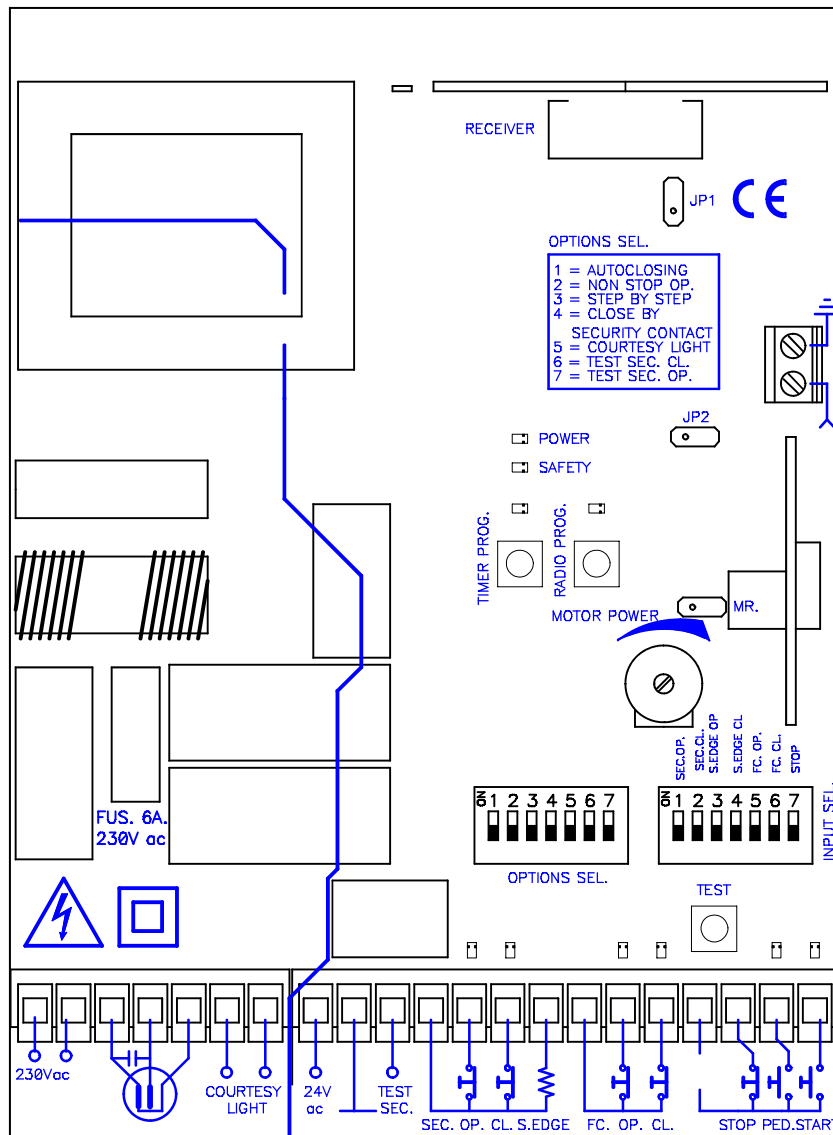 RECEIVER
JP1
CE
OPTIONS SEL.
1 = AUTOCLOSING
2 = NON STOP OP.
3 = STEP BY STEP
4 = CLOSE BY
SECURITY CONTACT
5 = COURTESY LIGHT
6 = TEST SEC. CL.
7 = TEST SEC. OP.
JP2
POWER
SAFETY
TIMER PROG.
RADIO PROG.
MOTOR POWER
MR.
SEC.OP.
SEC.CL.
S.EDGE OP
S.EDGE CL
FC. OP.
FC. CL.
STOP
FUS. 6A.
230V ac
ON 1 2 3 4 5 6 7
OPTIONS SEL.
ON 1 2 3 4 5 6 7
INPUT SEL.
TEST
230Vac
COURTESY
LIGHT
24V
ac
TEST
SEC.
SEC. OP. CL. S.EDGE
FC. OP. CL.
STOP PED.START